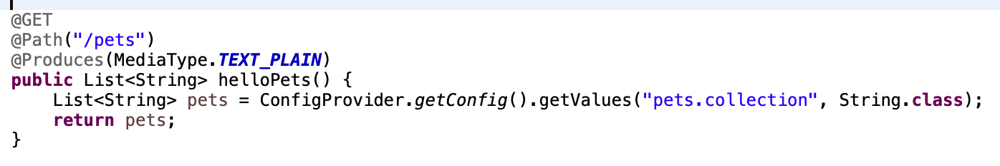 @GET
@Path("/pets")
@Produces(MediaType.TEXT_PLAIN)
public List<String> helloPets() {
    List<String> pets = ConfigProvider.getConfig().getValues("pets.collection", String.class);
    return pets;
}